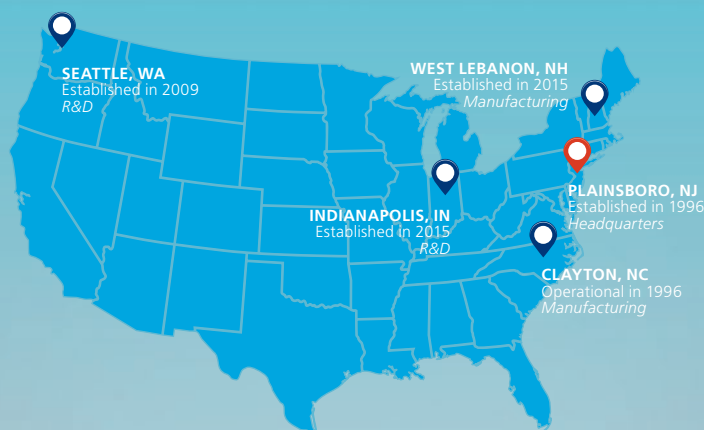 SEATTLE, WA
Established in 2009
R&D
WEST LEBANON, NH
Established in 2015
Manufacturing
PLAINSBORO, NJ
Established in 1996
Headquarters
INDIANAPOLIS, IN
Established in 2015
R&D
CLAYTON, NC
Operational in 1996
Manufacturing